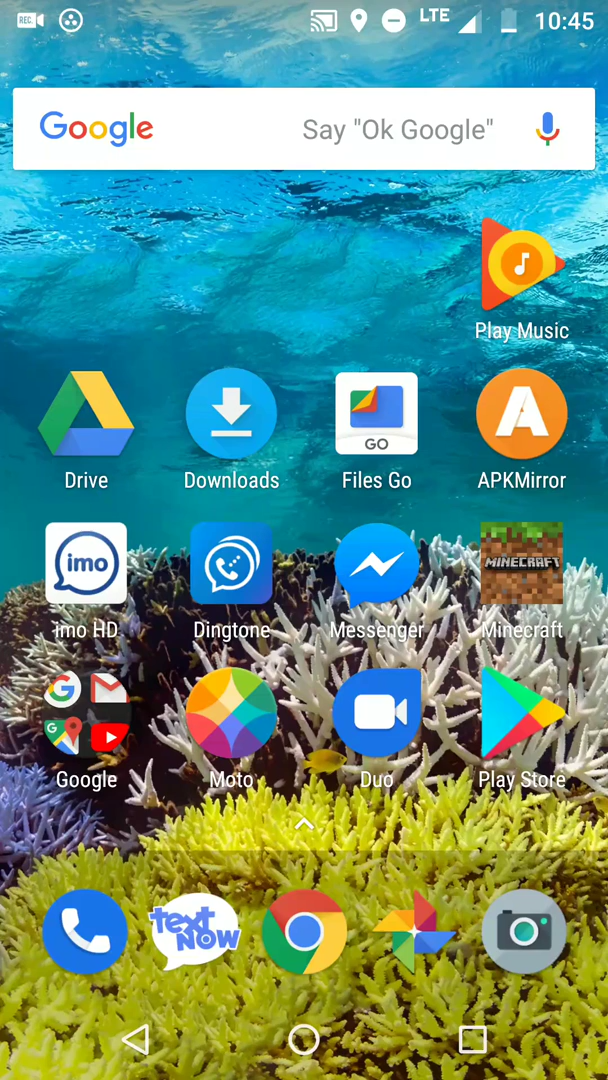 REC
LTE
10:45
Google
Say "Ok Google"
Play Music
GO
Drive
Downloads
Files Go
APKMirror
imo
MINECRAFT
imo HD
Dingtone
Messenger
Minecraft
G
G
Google
Moto
Duo
Play Store
text
NOW